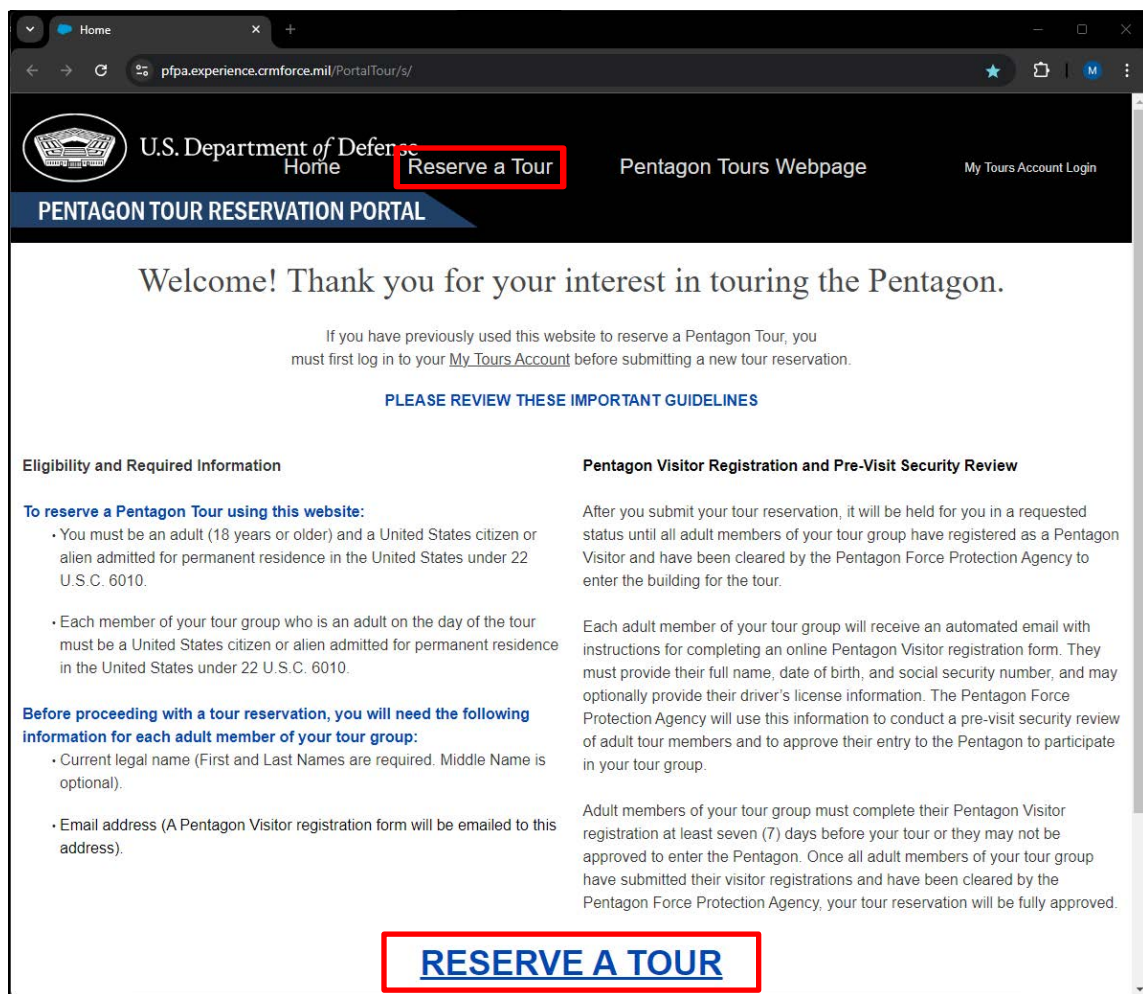 Home
pfpa.experience.crmforce.mil/PortalTour/s/
M
U.S. Department of Defense
Home Reserve a Tour Pentagon Tours Webpage My Tours Account Login
PENTAGON TOUR RESERVATION PORTAL
Welcome! Thank you for your interest in touring the Pentagon.
If you have previously used this website to reserve a Pentagon Tour, you
must first log in to your My Tours Account before submitting a new tour reservation.
PLEASE REVIEW THESE IMPORTANT GUIDELINES
Eligibility and Required Information
To reserve a Pentagon Tour using this website:
• You must be an adult (18 years or older) and a United States citizen or
alien admitted for permanent residence in the United States under 22
U.S.C. 6010.
• Each member of your tour group who is an adult on the day of the tour
must be a United States citizen or alien admitted for permanent residence
in the United States under 22 U.S.C. 6010.
Before proceeding with a tour reservation, you will need the following
information for each adult member of your tour group:
• Current legal name (First and Last Names are required. Middle Name is
optional).
• Email address (A Pentagon Visitor registration form will be emailed to this
address).
Pentagon Visitor Registration and Pre-Visit Security Review
After you submit your tour reservation, it will be held for you in a requested
status until all adult members of your tour group have registered as a Pentagon
Visitor and have been cleared by the Pentagon Force Protection Agency to
enter the building for the tour.
Each adult member of your tour group will receive an automated email with
instructions for completing an online Pentagon Visitor registration form. They
must provide their full name, date of birth, and social security number, and may
optionally provide their driver's license information. The Pentagon Force
Protection Agency will use this information to conduct a pre-visit security review
of adult tour members and to approve their entry to the Pentagon to participate
in your tour group.
Adult members of your tour group must complete their Pentagon Visitor
registration at least seven (7) days before your tour or they may not be
approved to enter the Pentagon. Once all adult members of your tour group
have submitted their visitor registrations and have been cleared by the
Pentagon Force Protection Agency, your tour reservation will be fully approved.
RESERVE A TOUR